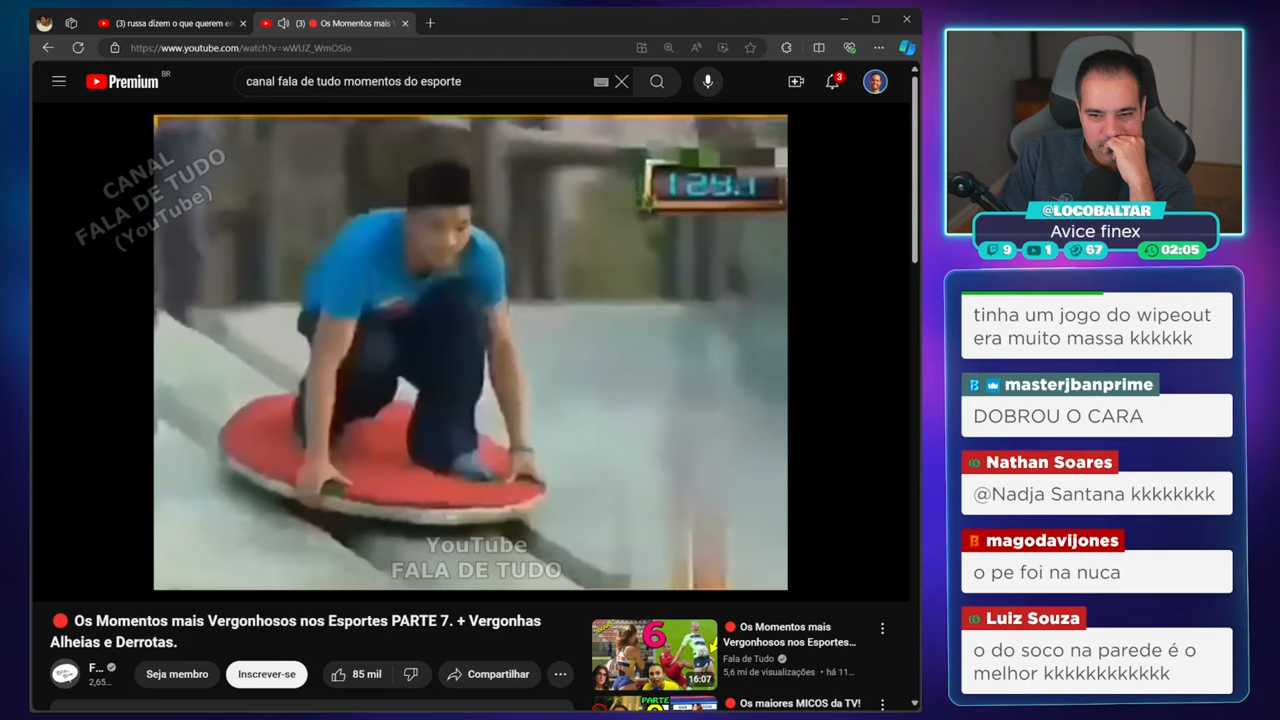 (3) russa dizem o que querem e
(3) 🔴 Os Momentos mais V
https://www.youtube.com/watch?v=wWUZ_WmOSio
Premium BR
canal fala de tudo momentos do esporte
3
CANAL
FALA DE TUDO
(YouTube)
YouTube
FALA DE TUDO
🔴 Os Momentos mais Vergonhosos nos Esportes PARTE 7. + Vergonhas
Alheias e Derrotas.
F...
2,65...
Seja membro
Inscrever-se
85 mil
Compartilhar
6
16:07
🔴 Os Momentos mais
Vergonhosos nos Esportes...
Fala de Tudo
5,6 mi de visualizações • há 11...
PARTE
🔴 Os maiores MICOS da TV!
@LOCOBALTAR
Avice finex
9
1
67
02:05
tinha um jogo do wipeout
era muito massa kkkkkk
masterjbanprime
DOBROU O CARA
Nathan Soares
@Nadja Santana kkkkkkkk
magodavijones
o pe foi na nuca
Luiz Souza
o do soco na parede é o
melhor kkkkkkkkkkkk